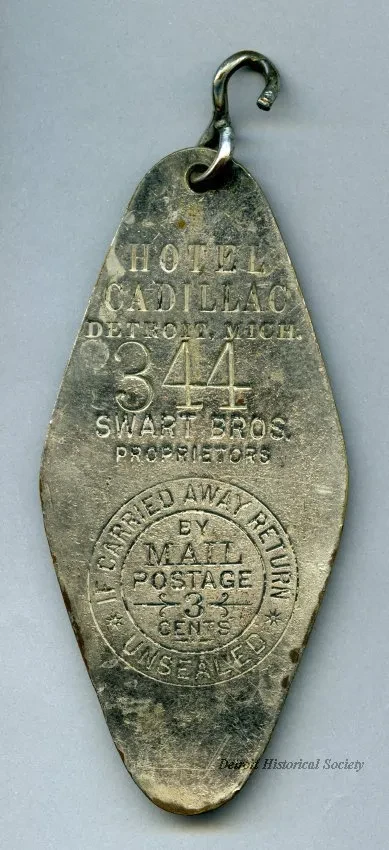 HOTEL
CADILLAC
DETROIT, MICH.
344
SWART BROS.
PROPRIETORS
IF CARRIED AWAY RETURN
BY
MAIL
POSTAGE
3
CENTS
* UNSEALED *
Detroit Historical Society